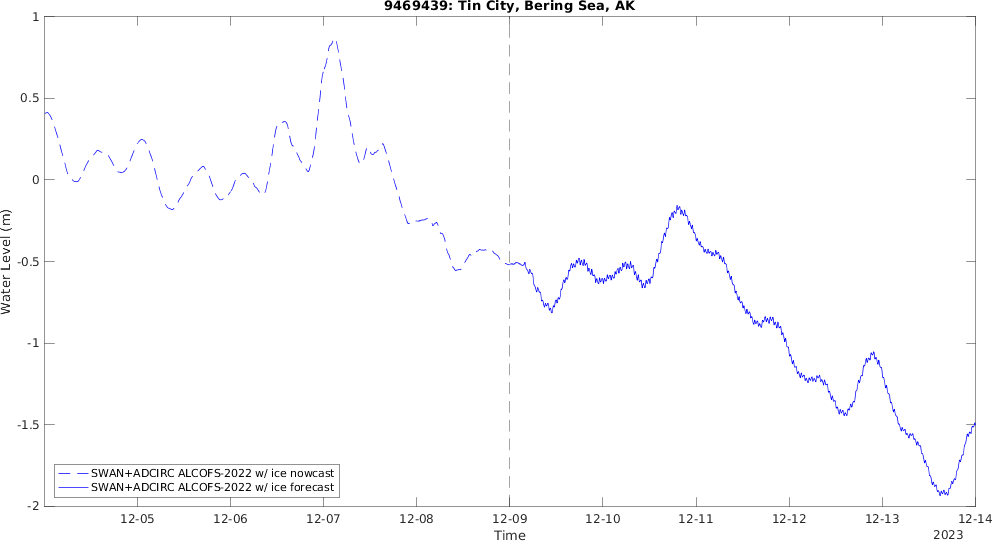 9469439: Tin City, Bering Sea, AK
1
0.5
0
-0.5
-1
-1.5
-2
Water Level (m)
SWAN+ADCIRC ALCOFS-2022 w/ ice nowcast
SWAN+ADCIRC ALCOFS-2022 w/ ice forecast
12-05 12-06 12-07 12-08 12-09 12-10 12-11 12-12 12-13 12-14
Time
2023